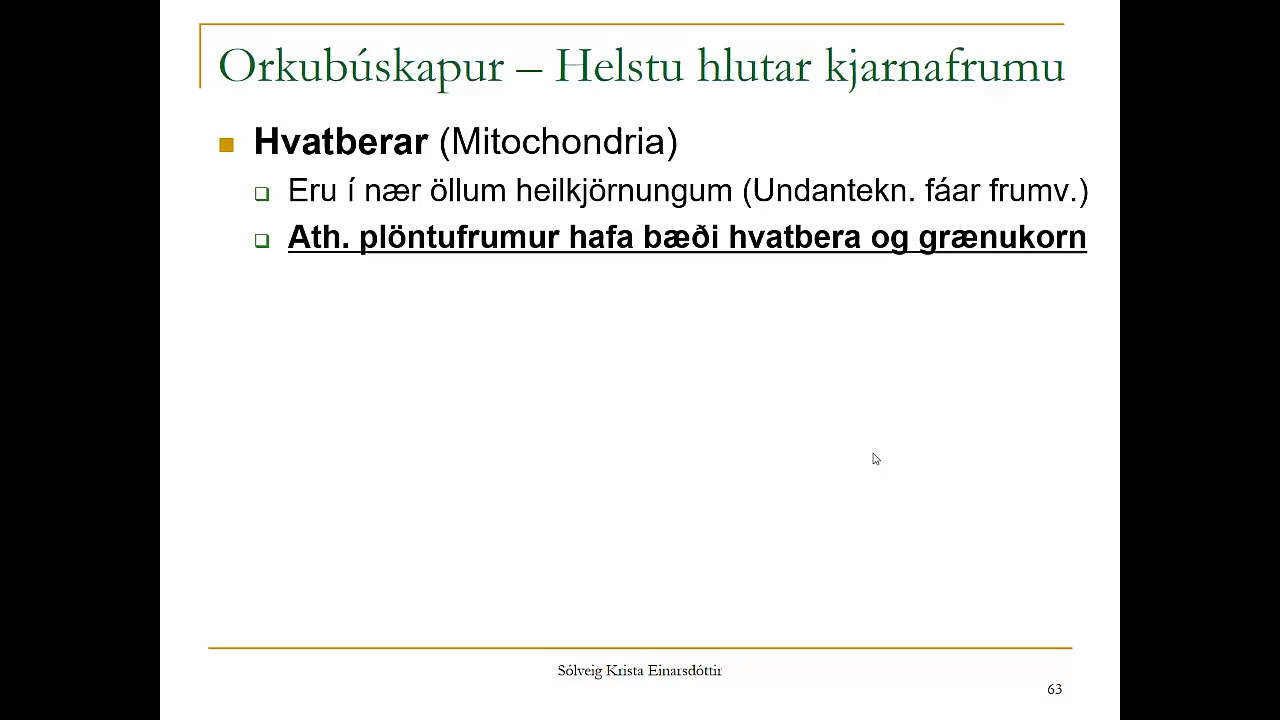 Orkubúskapur – Helstu hlutar kjarnafrumu
Hvatberar (Mitochondria)
Eru í nær öllum heilkjörnungum (Undantekn. fáar frumv.)
Ath. plöntufrumur hafa bæði hvatbera og grænukorn
Sólveig Krista Einarsdóttir
63